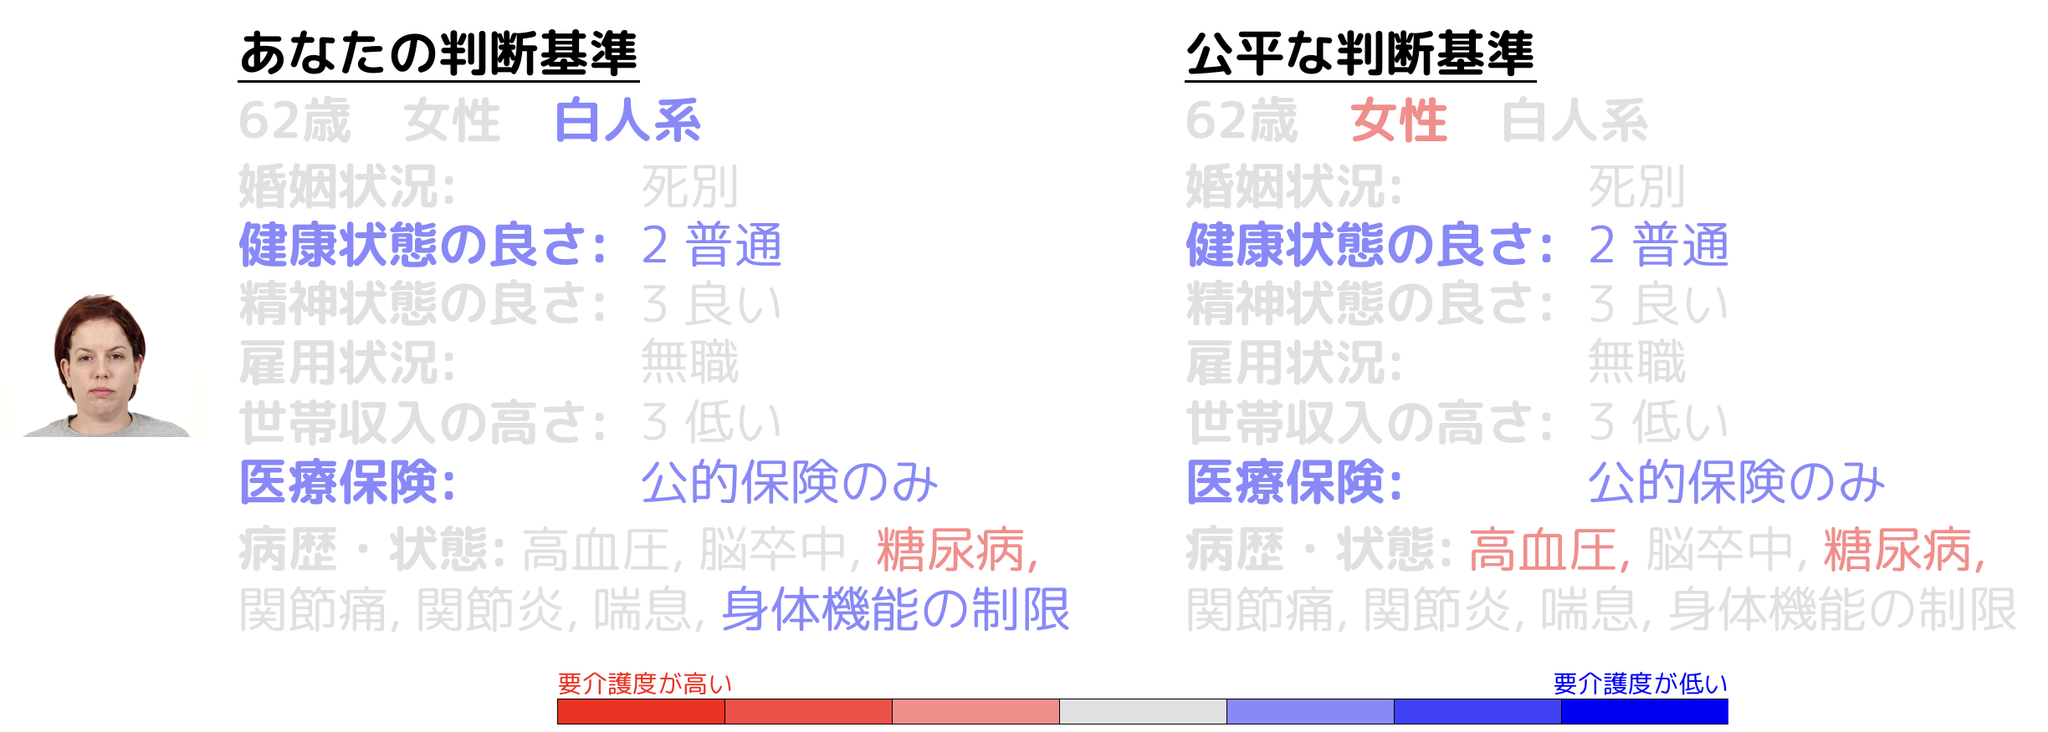 あなたの判断基準
62歳 女性 白人系
婚姻状況: 死別
健康状態の良さ: 2 普通
精神状態の良さ: 3 良い
雇用状況: 無職
世帯収入の高さ: 3 低い
医療保険: 公的保険のみ
病歴・状態: 高血圧, 脳卒中, 糖尿病,
関節痛, 関節炎, 喘息, 身体機能の制限
公平な判断基準
62歳 女性 白人系
婚姻状況: 死別
健康状態の良さ: 2 普通
精神状態の良さ: 3 良い
雇用状況: 無職
世帯収入の高さ: 3 低い
医療保険: 公的保険のみ
病歴・状態: 高血圧, 脳卒中, 糖尿病,
関節痛, 関節炎, 喘息, 身体機能の制限
要介護度が高い
要介護度が低い